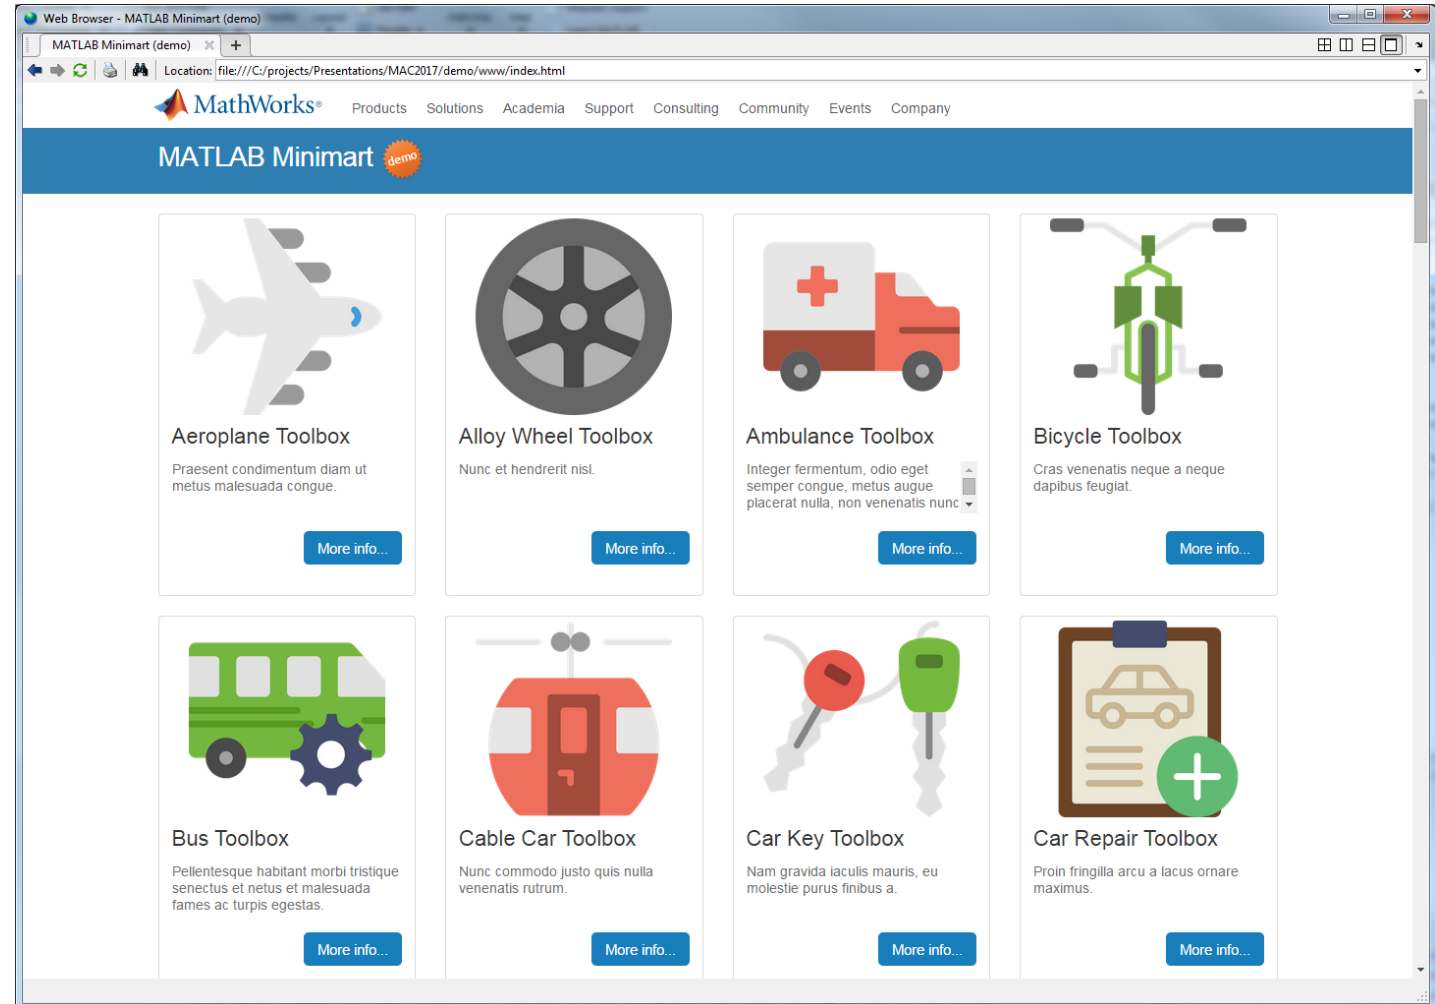 Web Browser - MATLAB Minimart (demo)
MATLAB Minimart (demo)
Location: file:///C:/projects/Presentations/MAC2017/demo/www/index.html
MathWorks®
Products Solutions Academia Support Consulting Community Events Company
MATLAB Minimart demo
Aeroplane Toolbox
Praesent condimentum diam ut
metus malesuada congue.
More info...
Alloy Wheel Toolbox
Nunc et hendrerit nisl.
More info...
Ambulance Toolbox
Integer fermentum, odio eget
semper congue, metus augue
placerat nulla, non venenatis nunc
More info...
Bicycle Toolbox
Cras venenatis neque a neque
dapibus feugiat.
More info...
Bus Toolbox
Pellentesque habitant morbi tristique
senectus et netus et malesuada
fames ac turpis egestas.
More info...
Cable Car Toolbox
Nunc commodo justo quis nulla
venenatis rutrum.
More info...
Car Key Toolbox
Nam gravida iaculis mauris, eu
molestie purus finibus a.
More info...
Car Repair Toolbox
Proin fringilla arcu a lacus ornare
maximus.
More info...